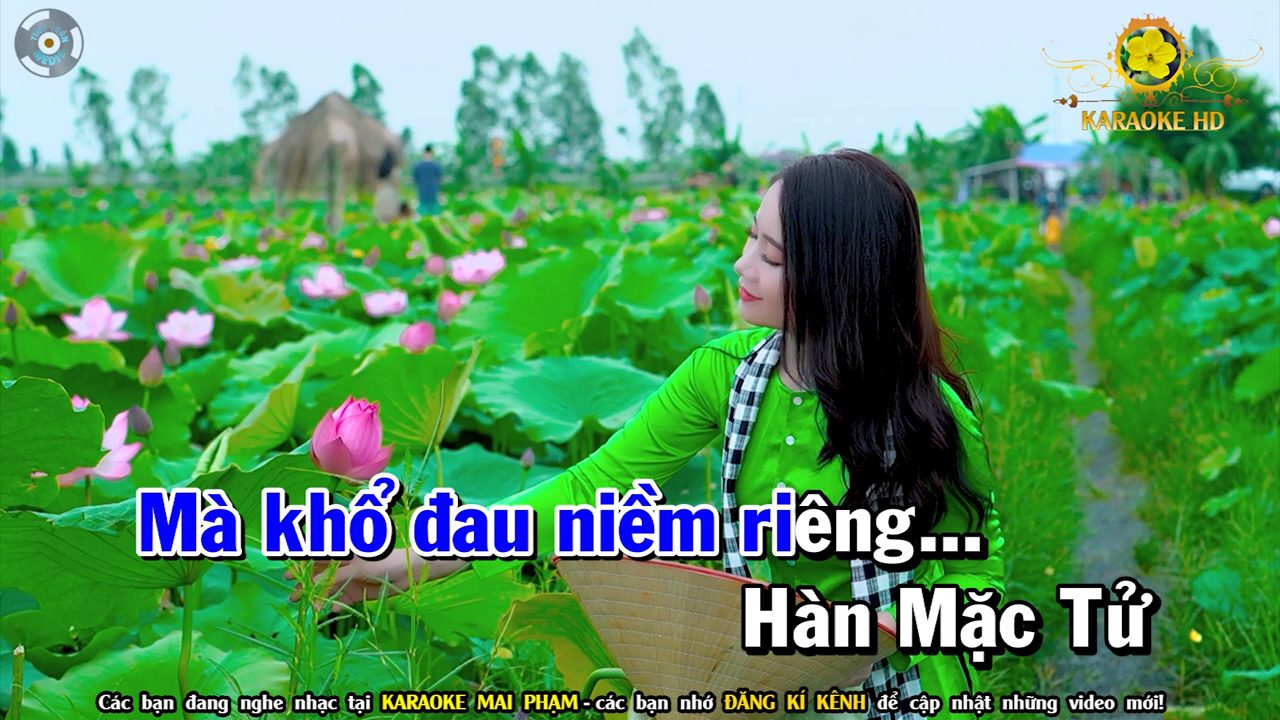 KARAOKE HD
Mà khổ đau niềm riêng...
Hàn Mặc Tử
Các bạn đang nghe nhạc tại KARAOKE MAI PHẠM - các bạn nhớ ĐĂNG KÍ KÊNH để cập nhật những video mới!